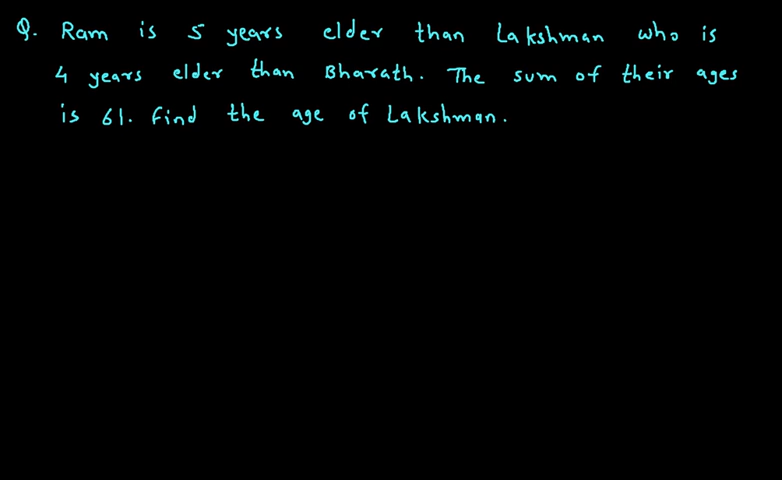 Q. Ram is 5 years elder than Lakshman who is
4 years elder than Bharath. The sum of their ages
is 61. Find the age of Lakshman.